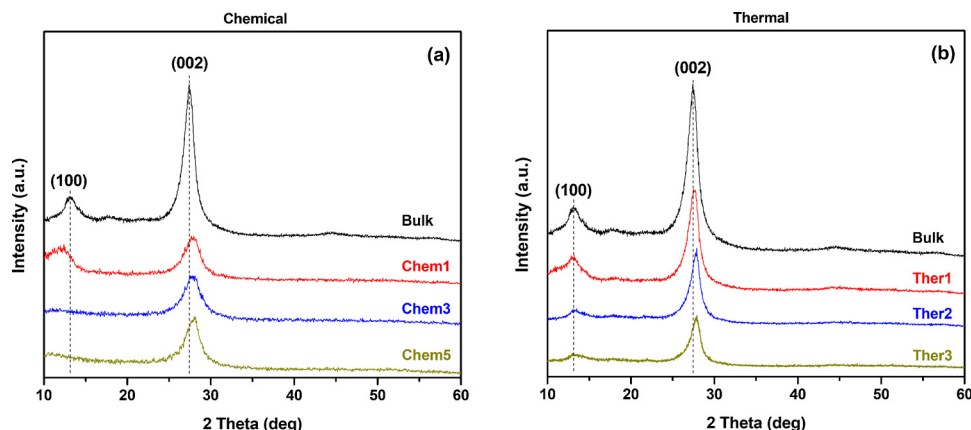 Chemical
(a)
(002)
(100)
Bulk
Chem1
Chem3
Chem5
Intensity (a.u.)
10 20 30 40 50 60
2 Theta (deg)
Thermal
(b)
(002)
(100)
Bulk
Ther1
Ther2
Ther3
Intensity (a.u.)
10 20 30 40 50 60
2 Theta (deg)